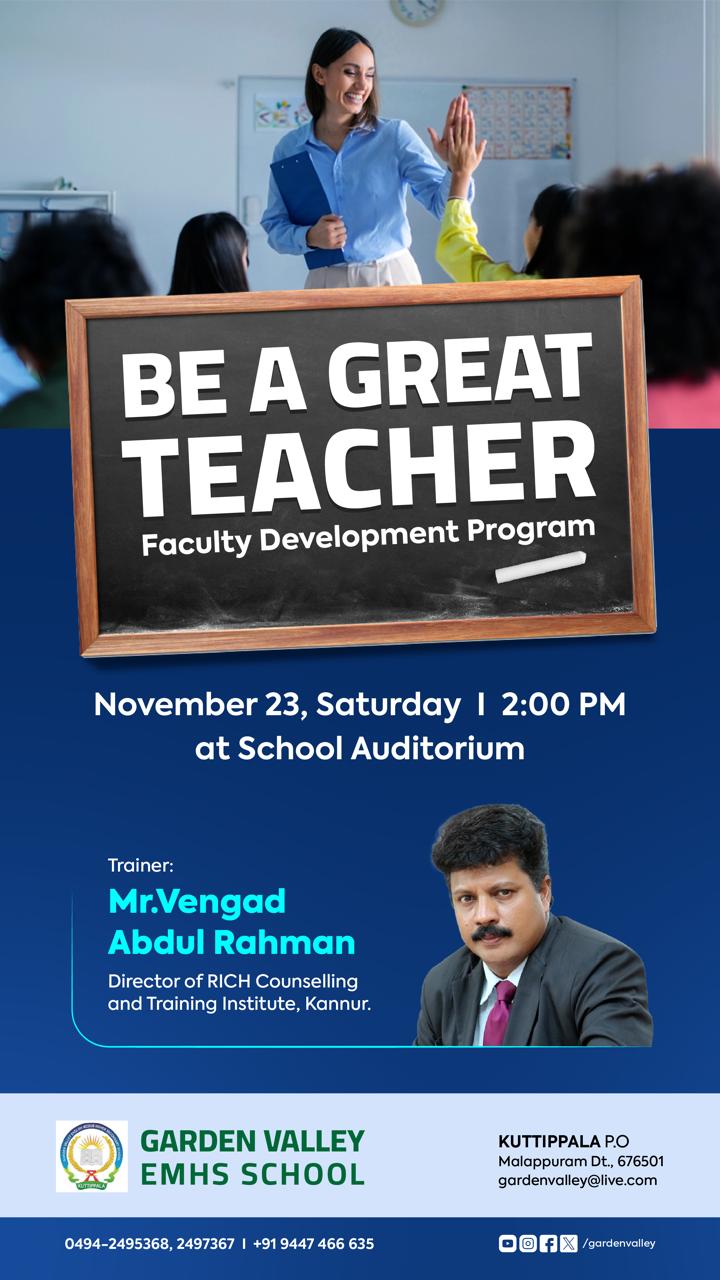 BE A GREAT
TEACHER
Faculty Development Program
November 23, Saturday I 2:00 PM
at School Auditorium
Trainer:
Mr.Vengad
Abdul Rahman
Director of RICH Counselling
and Training Institute, Kannur.
GARDEN VALLEY
EMHS SCHOOL
KUTTIPPALA
KUTTIPPALA P.O
Malappuram Dt., 676501
gardenvalley@live.com
0494-2495368, 2497367 I +91 9447 466 635
/gardenvalley